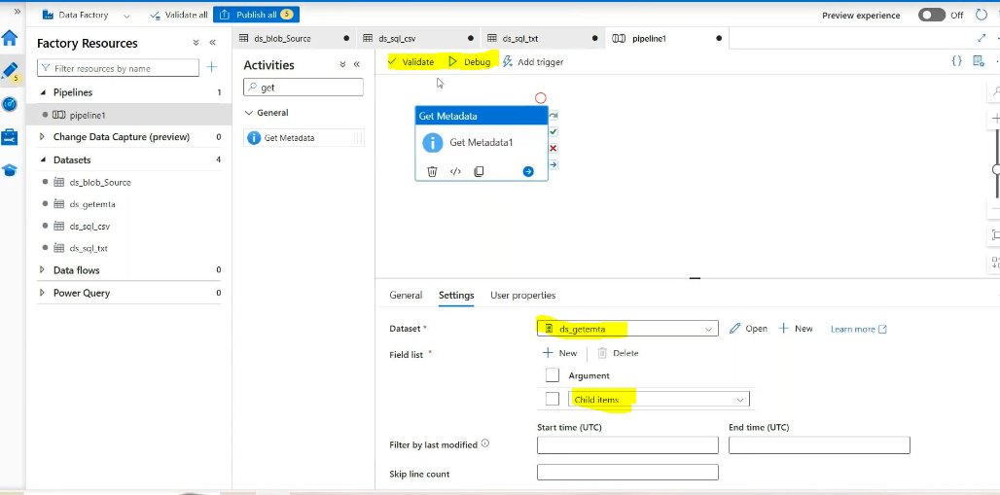 » Data Factory Validate all Publish all 5 Preview experience Off
Factory Resources » «
ds_blob_Source ds_sql_csv ds_sql_txt pipeline1
Filter resources by name
Activities » «
Validate Debug Add trigger {}
5
get
Pipelines 1
pipeline1
General
Get Metadata
Get Metadata
Get Metadata1
Change Data Capture (preview) 0
Datasets 4
ds_blob_Source
ds_getemta
ds_sql_csv
ds_sql_txt
Data flows 0
Power Query 0
General Settings User properties
Dataset * ds_getemta Open New Learn more
Field list * New Delete
Argument
Child items
Start time (UTC) End time (UTC)
Filter by last modified
Skip line count